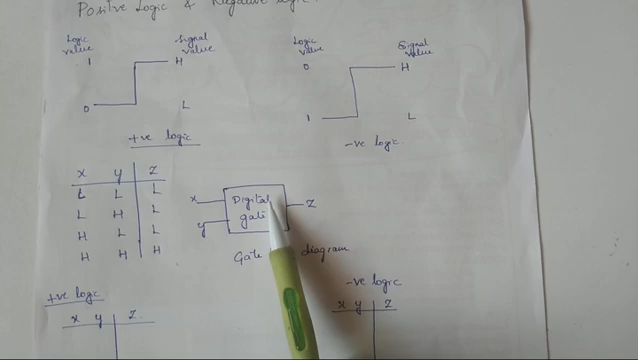 Positve Logic & Negative logic.
Logic value
Signal value
1 H
0 L
+ve logic
Logic value
Signal value
0 H
1 L
-ve logic
x y z
L L L
L H L
H L L
H H H
x
y
Digital gate
z
Gate diagram
+ve logic
x y z
-ve logic
x y z